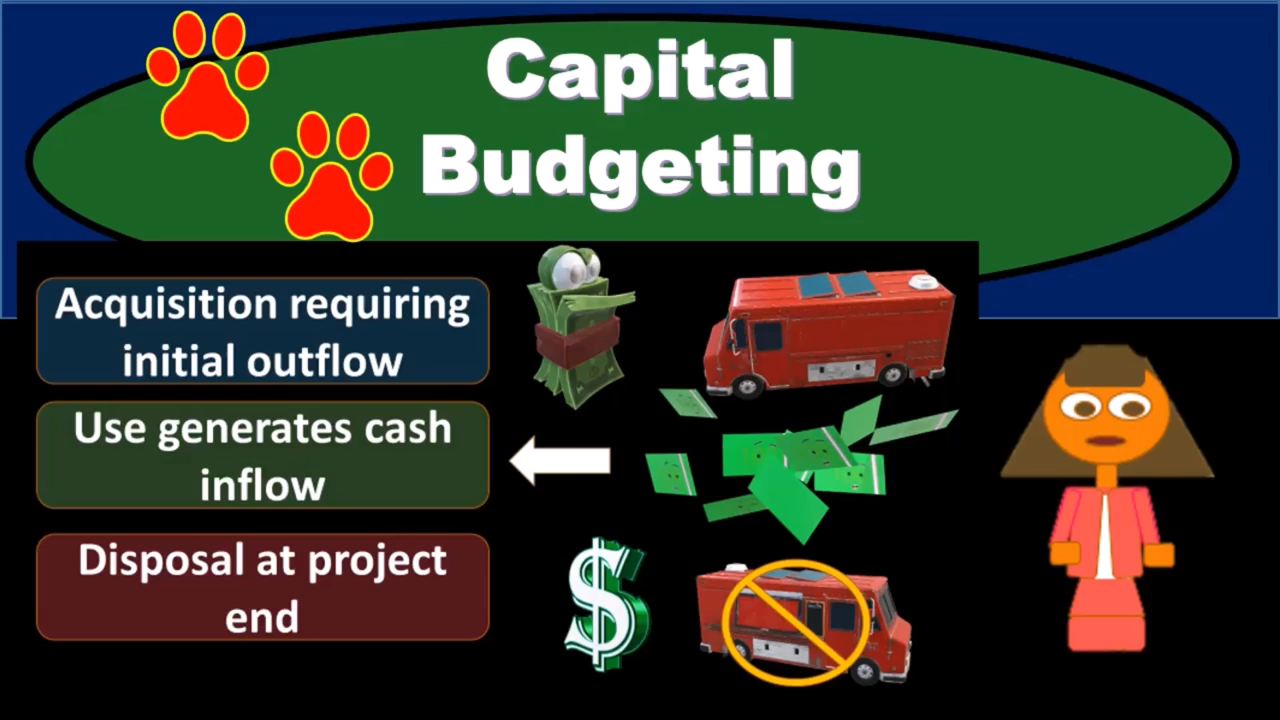 Capital
Budgeting
Acquisition requiring
initial outflow
Use generates cash
inflow
Disposal at project
end
$